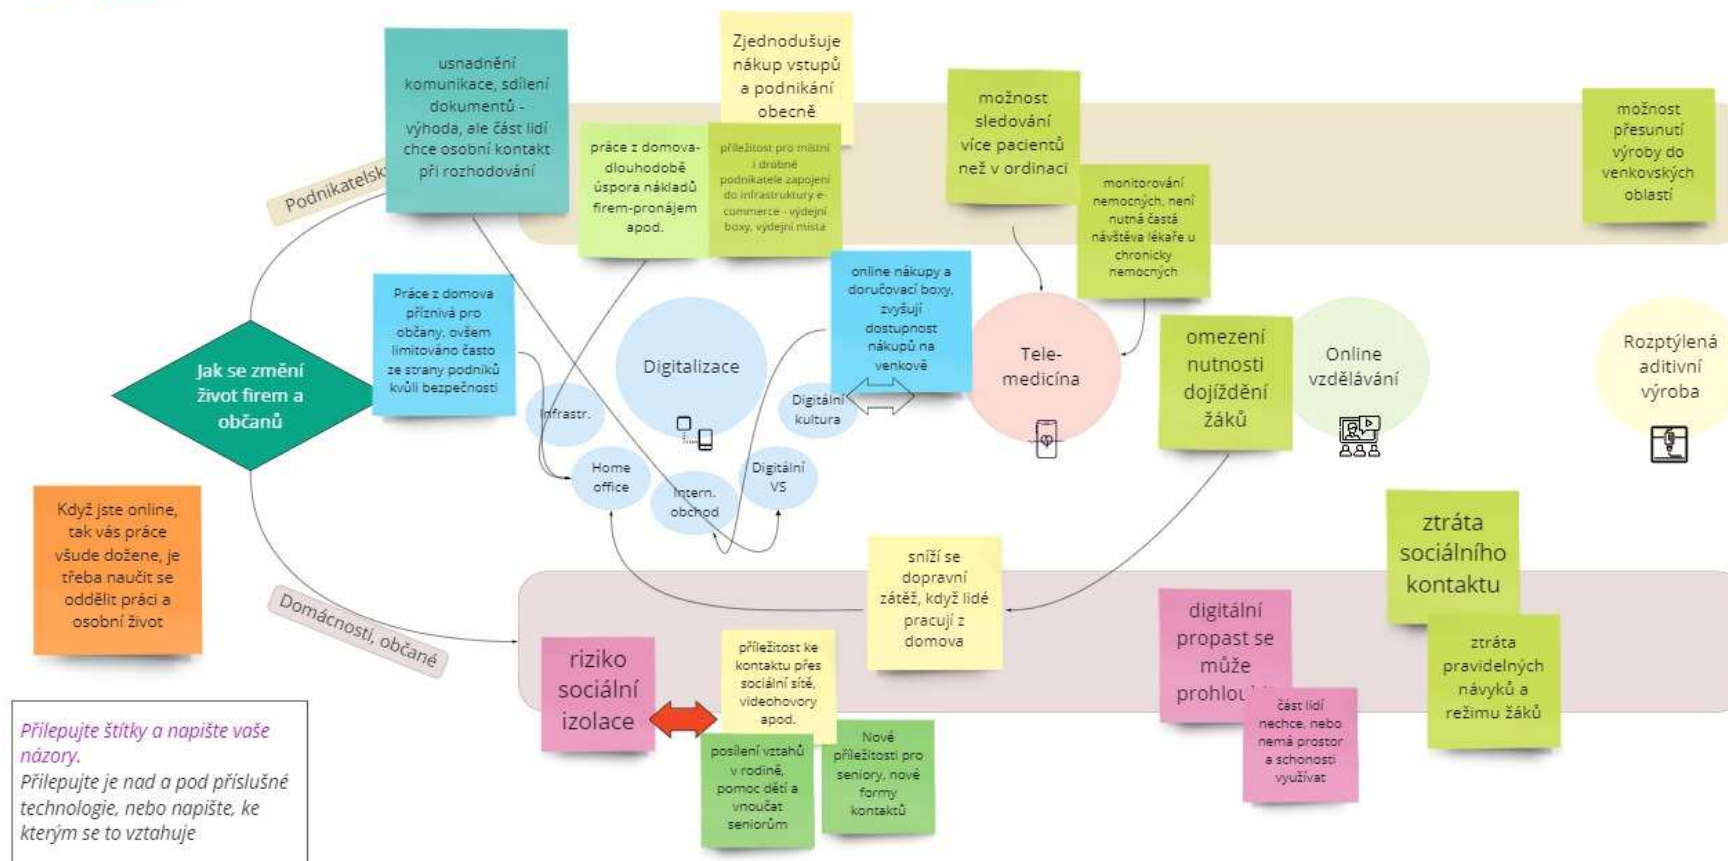 usnadnění
komunikace, sdílení
dokumentů -
výhoda, ale část lidí
chce osobní kontakt
při rozhodování
Zjednodušuje
nákup vstupů
a podnikání
obecně
práce z domova-
dlouhodobě
úspora nákladů
firem-pronájem
apod.
příležitost pro místní
i drobné
podnikatele zapojení
do infrastruktury e-
commerce - výdejní
boxy, výdejní místa
možnost
sledování
více pacientů
než v ordinaci
monitorování
nemocných, není
nutná častá
návštěva lékaře u
chronicky
nemocných
možnost
přesunutí
výroby do
venkovských
oblastí
Podnikatelsk
Práce z domova
příznivá pro
občany, ovšem
limitováno často
ze strany podniků
kvůli bezpečnosti
online nákupy a
doručovací boxy,
zvyšují
dostupnost
nákupů na
venkově
Jak se změní
život firem a
občanů
Digitalizace
Infrastr.
Home
office
Intern.
obchod
Digitální
VS
Digitální
kultura
Tele-
medicína
omezení
nutnosti
dojíždění
žáků
Online
vzdělávání
Rozptýlená
aditivní
výroba
Když jste online,
tak vás práce
všude dožene, je
třeba naučit se
oddělit práci a
osobní život
Domácnosti, občané
sníží se
dopravní
zátěž, když lidé
pracují z
domova
ztráta
sociálního
kontaktu
digitální
propast se
může
ztráta
pravidelných
návyků a
režimu žáků
riziko
sociální
izolace
příležitost ke
kontaktu přes
sociální sítě,
videohovory
apod.
část lidí
nechce, nebo
nemá prostor
a schonosti
využívat
posílení vztahů
v rodině,
pomoc dětí a
vnoučat
seniorům
Nové
příležitosti pro
seniory, nové
formy
kontaktů
Přilepujte štítky a napište vaše
názory.
Přilepujte je nad a pod příslušné
technologie, nebo napište, ke
kterým se to vztahuje